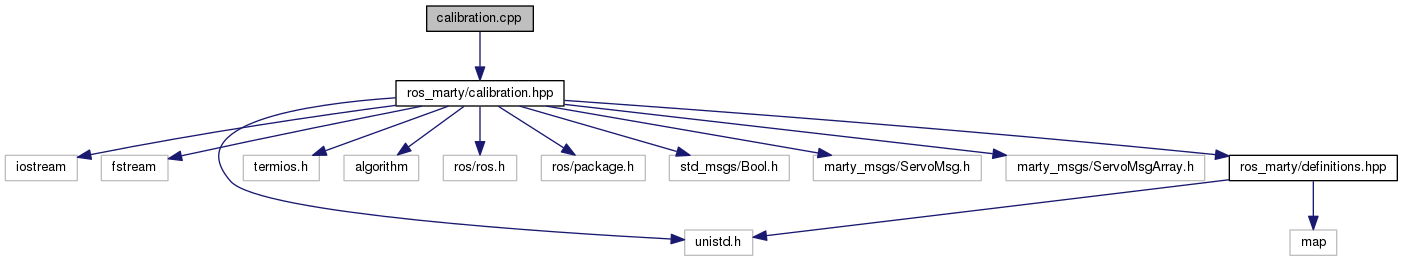 calibration.cpp
ros_marty/calibration.hpp
iostream
fstream
termios.h
algorithm
ros/ros.h
ros/package.h
std_msgs/Bool.h
marty_msgs/ServoMsg.h
marty_msgs/ServoMsgArray.h
ros_marty/definitions.hpp
unistd.h
map